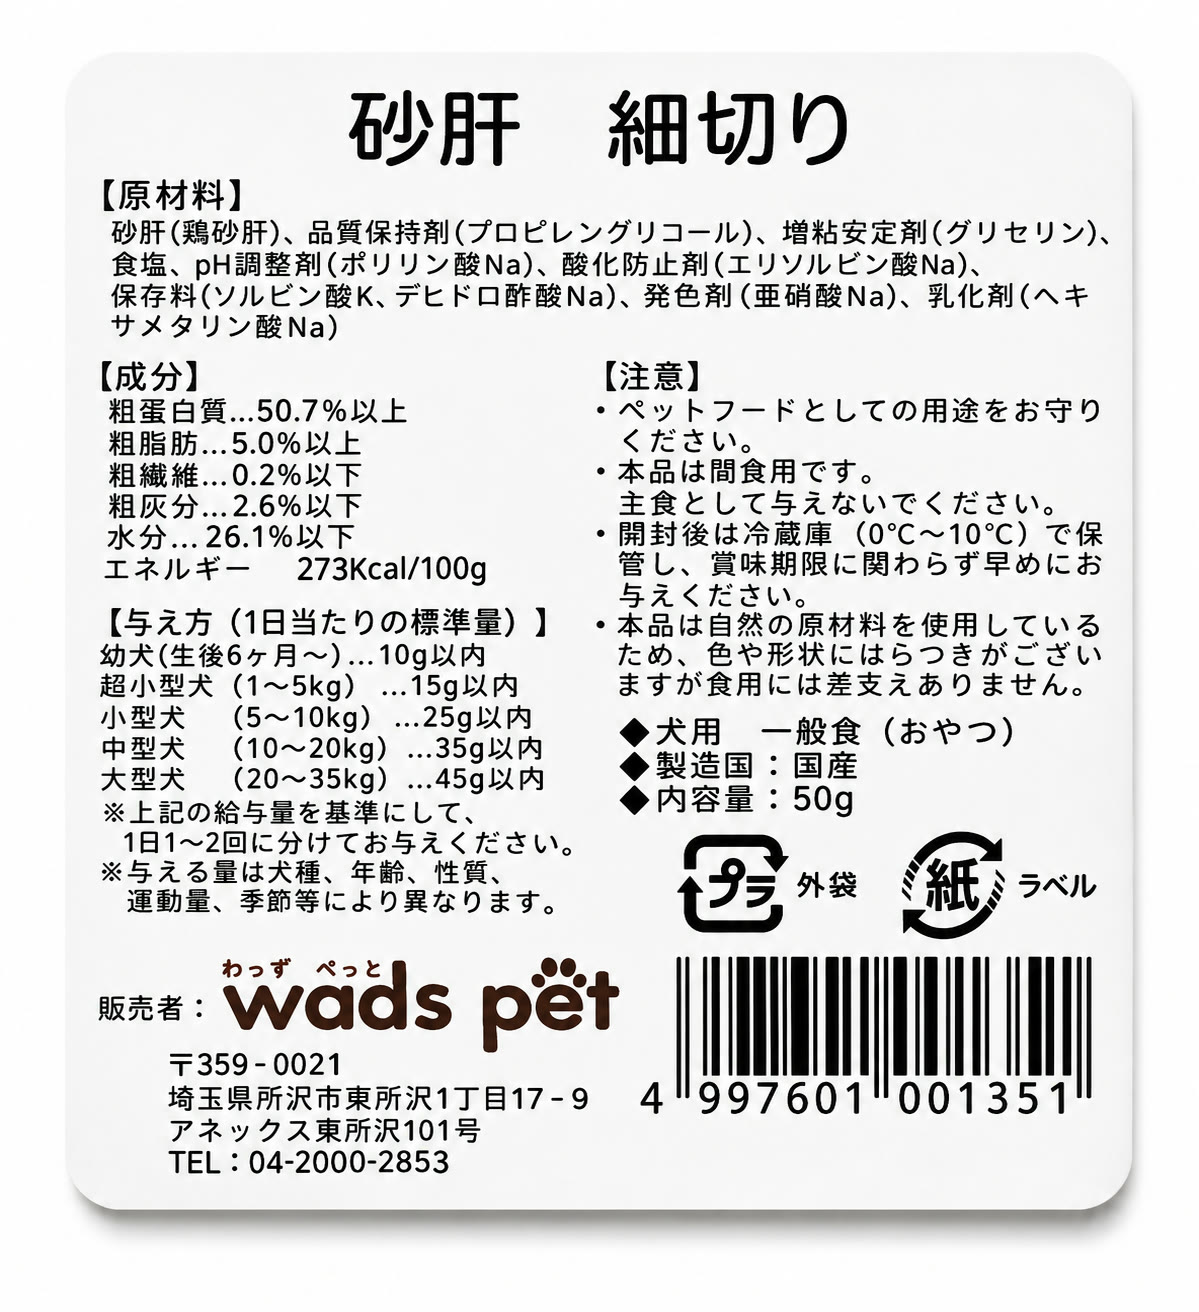 砂肝　細切り
【原材料】
砂肝(鶏砂肝)、品質保持剤(プロピレングリコール)、増粘安定剤(グリセリン)、
食塩、pH調整剤(ポリリン酸Na)、酸化防止剤(エリソルビン酸Na)、
保存料(ソルビン酸K、デヒドロ酢酸Na)、発色剤(亜硝酸Na)、乳化剤(ヘキ
サメタリン酸Na)
【成分】
粗蛋白質…50.7%以上
粗脂肪…5.0%以上
粗繊維…0.2%以下
粗灰分…2.6%以下
水分…26.1%以下
エネルギー　273Kcal/100g
【与え方（1日当たりの標準量）】
幼犬(生後6ヶ月～)…10g以内
超小型犬（1～5kg）…15g以内
小型犬　（5～10kg）…25g以内
中型犬　（10～20kg）…35g以内
大型犬　（20～35kg）…45g以内
※上記の給与量を基準にして、
1日1～2回に分けてお与えください。
※与える量は犬種、年齢、性質、
運動量、季節等により異なります。
【注意】
・ペットフードとしての用途をお守り
ください。
・本品は間食用です。
主食として与えないでください。
・開封後は冷蔵庫（0℃～10℃）で保
管し、賞味期限に関わらず早めにお
与えください。
・本品は自然の原材料を使用している
ため、色や形状にはらつきがござい
ますが食用には差支えありません。
◆犬用　一般食（おやつ）
◆製造国：国産
◆内容量：50g
プラ 外袋
紙 ラベル
わっず ぺっと
販売者：wads pet
〒359-0021
埼玉県所沢市東所沢1丁目17-9
アネックス東所沢101号
TEL：04-2000-2853
4 997601 001351